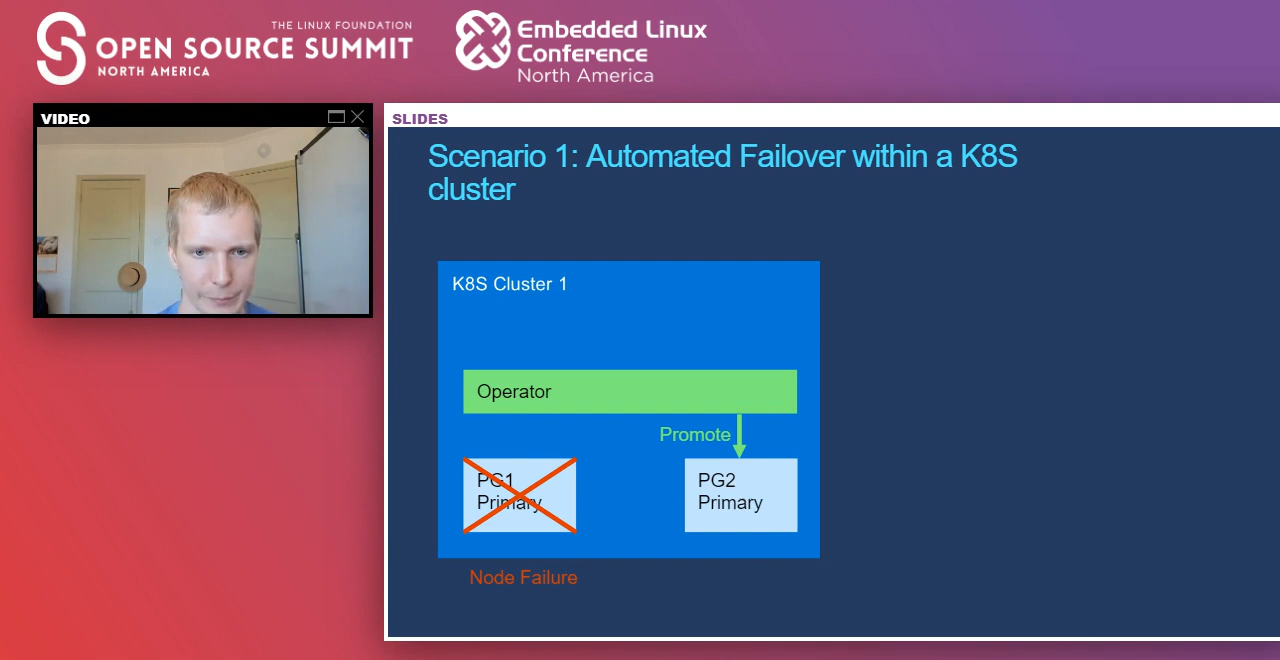 THE LINUX FOUNDATION
OPEN SOURCE SUMMIT
NORTH AMERICA
Embedded Linux
Conference
North America
VIDEO
SLIDES
Scenario 1: Automated Failover within a K8S
cluster
K8S Cluster 1
Operator
Promote
PG1
Primary
PG2
Primary
Node Failure